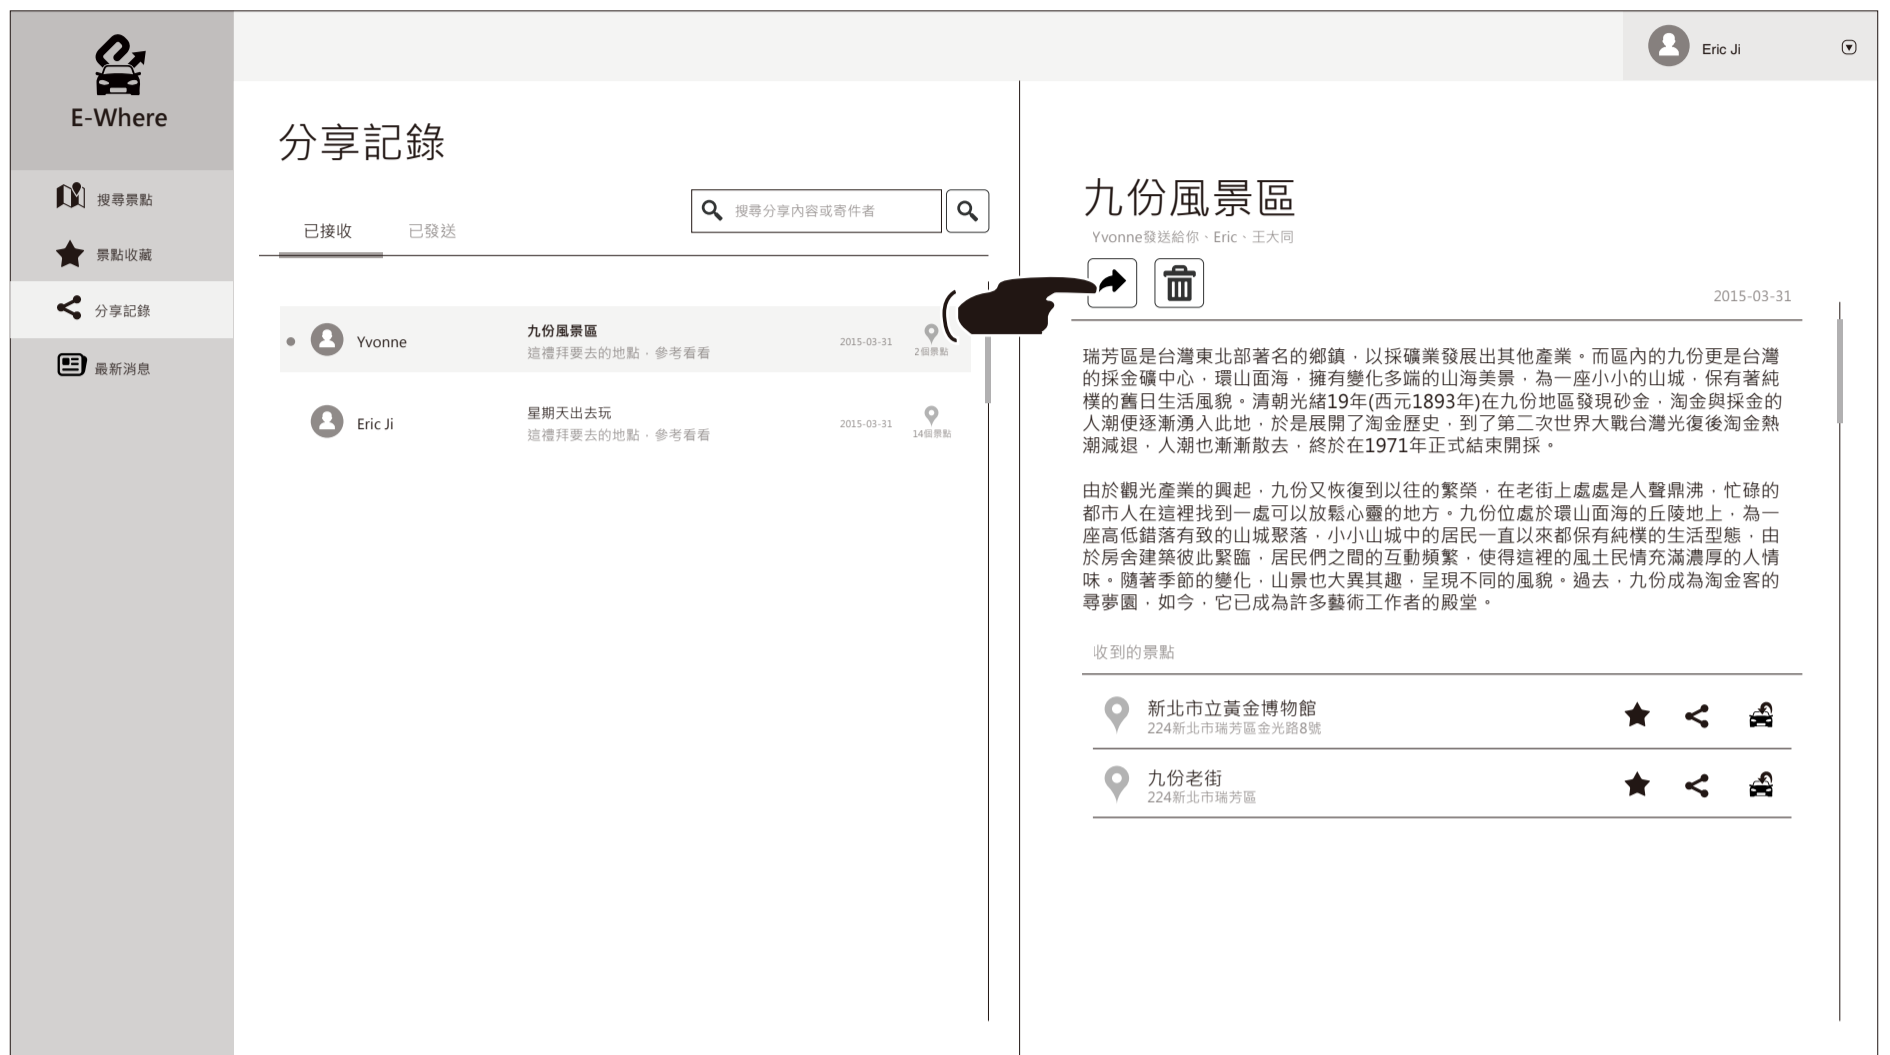 E-Where
搜尋景點
景點收藏
分享記錄
最新消息
Eric Ji
分享記錄
已接收
已發送
搜尋分享內容或寄件者
Yvonne
九份風景區
這禮拜要去的地點，參考看看
2015-03-31
2個景點
Eric Ji
星期天出去玩
這禮拜要去的地點，參考看看
2015-03-31
14個景點
九份風景區
Yvonne發送給你、Eric、王大同
2015-03-31
瑞芳區是台灣東北部著名的鄉鎮，以採礦業發展出其他產業。而區內的九份更是台灣
的採金礦中心，環山面海，擁有變化多端的山海美景，為一座小小的山城，保有著純
樸的舊日生活風貌。清朝光緒19年(西元1893年)在九份地區發現砂金，淘金與採金的
人潮便逐漸湧入此地，於是展開了淘金歷史，到了第二次世界大戰台灣光復後淘金熱
潮減退，人潮也漸漸散去，終於在1971年正式結束開採。
由於觀光產業的興起，九份又恢復到以往的繁榮，在老街上處處是人聲鼎沸，忙碌的
都市人在這裡找到一處可以放鬆心靈的地方。九份位處於環山面海的丘陵地上，為一
座高低錯落有致的山城聚落，小小山城中的居民一直以來都保有純樸的生活型態，由
於房舍建築彼此緊臨，居民們之間的互動頻繁，使得這裡的風土民情充滿濃厚的人情
味。隨著季節的變化，山景也大異其趣，呈現不同的風貌。過去，九份成為淘金客的
尋夢園，如今，它已成為許多藝術工作者的殿堂。
收到的景點
新北市立黃金博物館
224新北市瑞芳區金光路8號
九份老街
224新北市瑞芳區